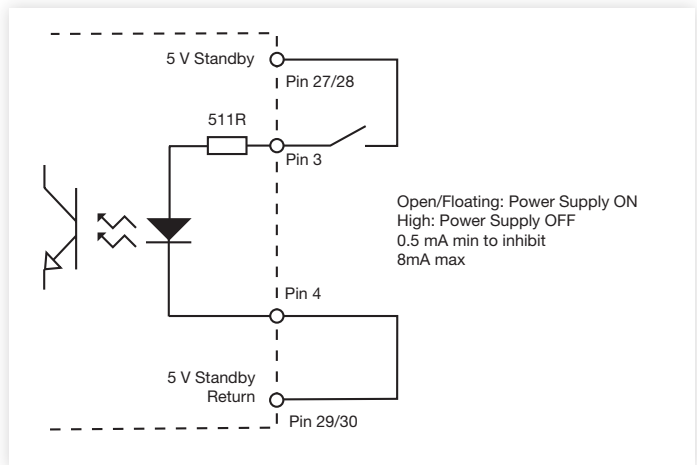 5 V Standby
Pin 27/28
511R
Pin 3
Open/Floating: Power Supply ON
High: Power Supply OFF
0.5 mA min to inhibit
8mA max
Pin 4
5 V Standby
Return
Pin 29/30